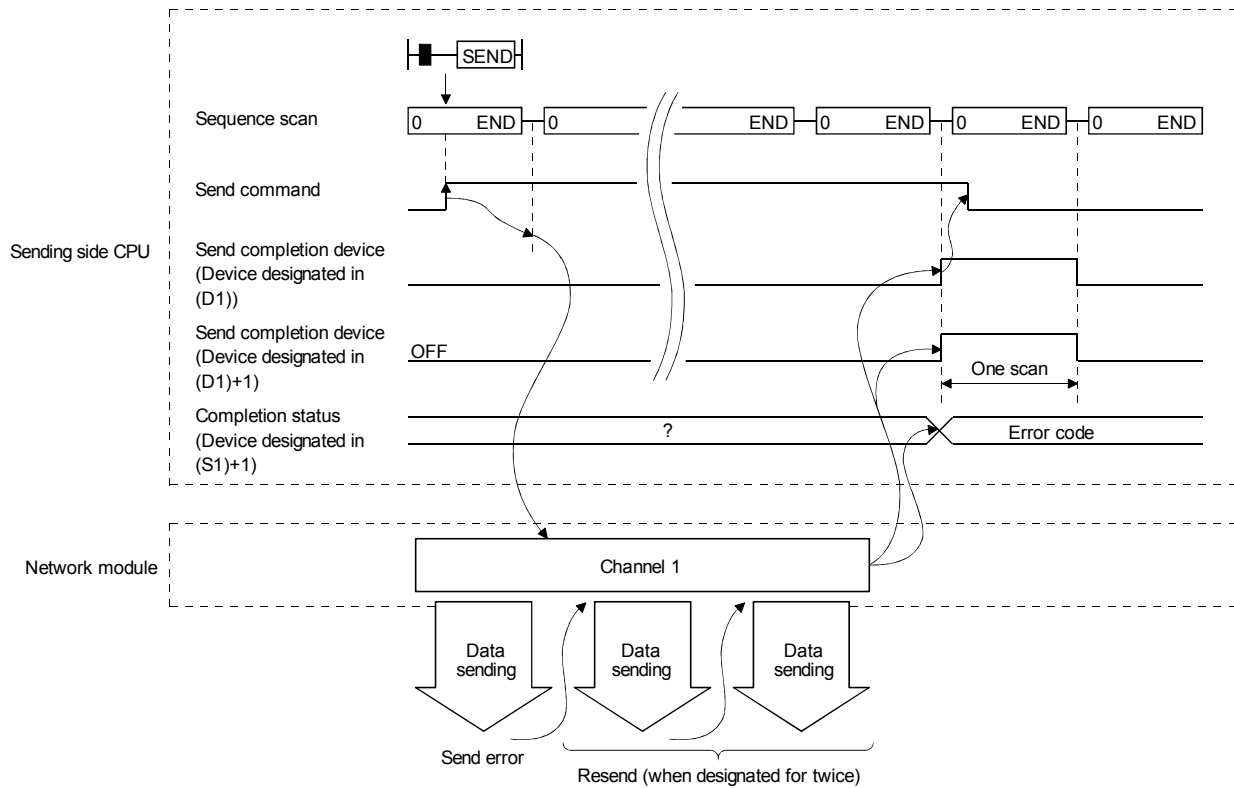 SEND
Sequence scan
0 END 0 END 0 END 0 END 0 END
Send command
Sending side CPU
Send completion device
(Device designated in
(D1))
Send completion device
(Device designated in
(D1)+1)
OFF
One scan
Completion status
(Device designated in
(S1)+1)
?
Error code
Network module
Channel 1
Data
sending
Data
sending
Data
sending
Send error
Resend (when designated for twice)